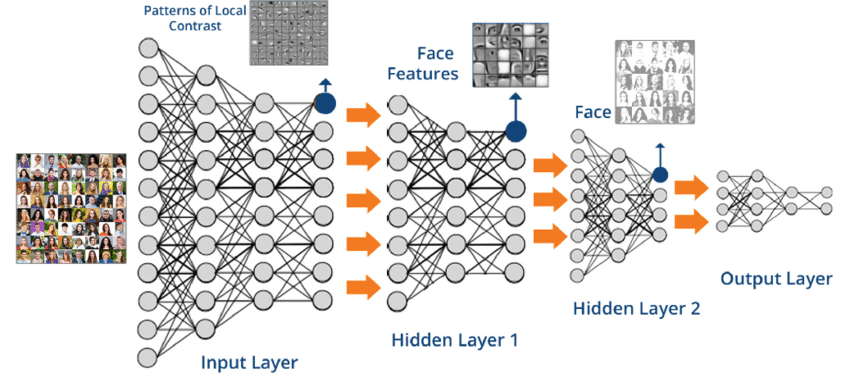 Patterns of Local
Contrast
Face
Features
Face
Input Layer
Hidden Layer 1
Hidden Layer 2
Output Layer